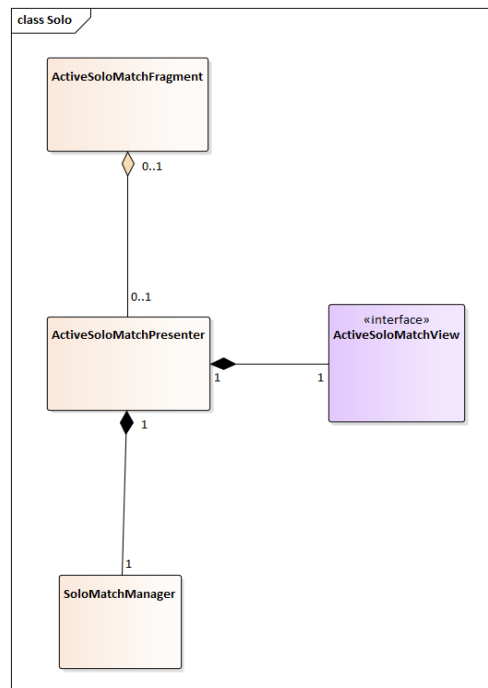 class Solo
ActiveSoloMatchFragment
0..1
0..1
ActiveSoloMatchPresenter
«interface»
ActiveSoloMatchView
1
1
1
1
SoloMatchManager